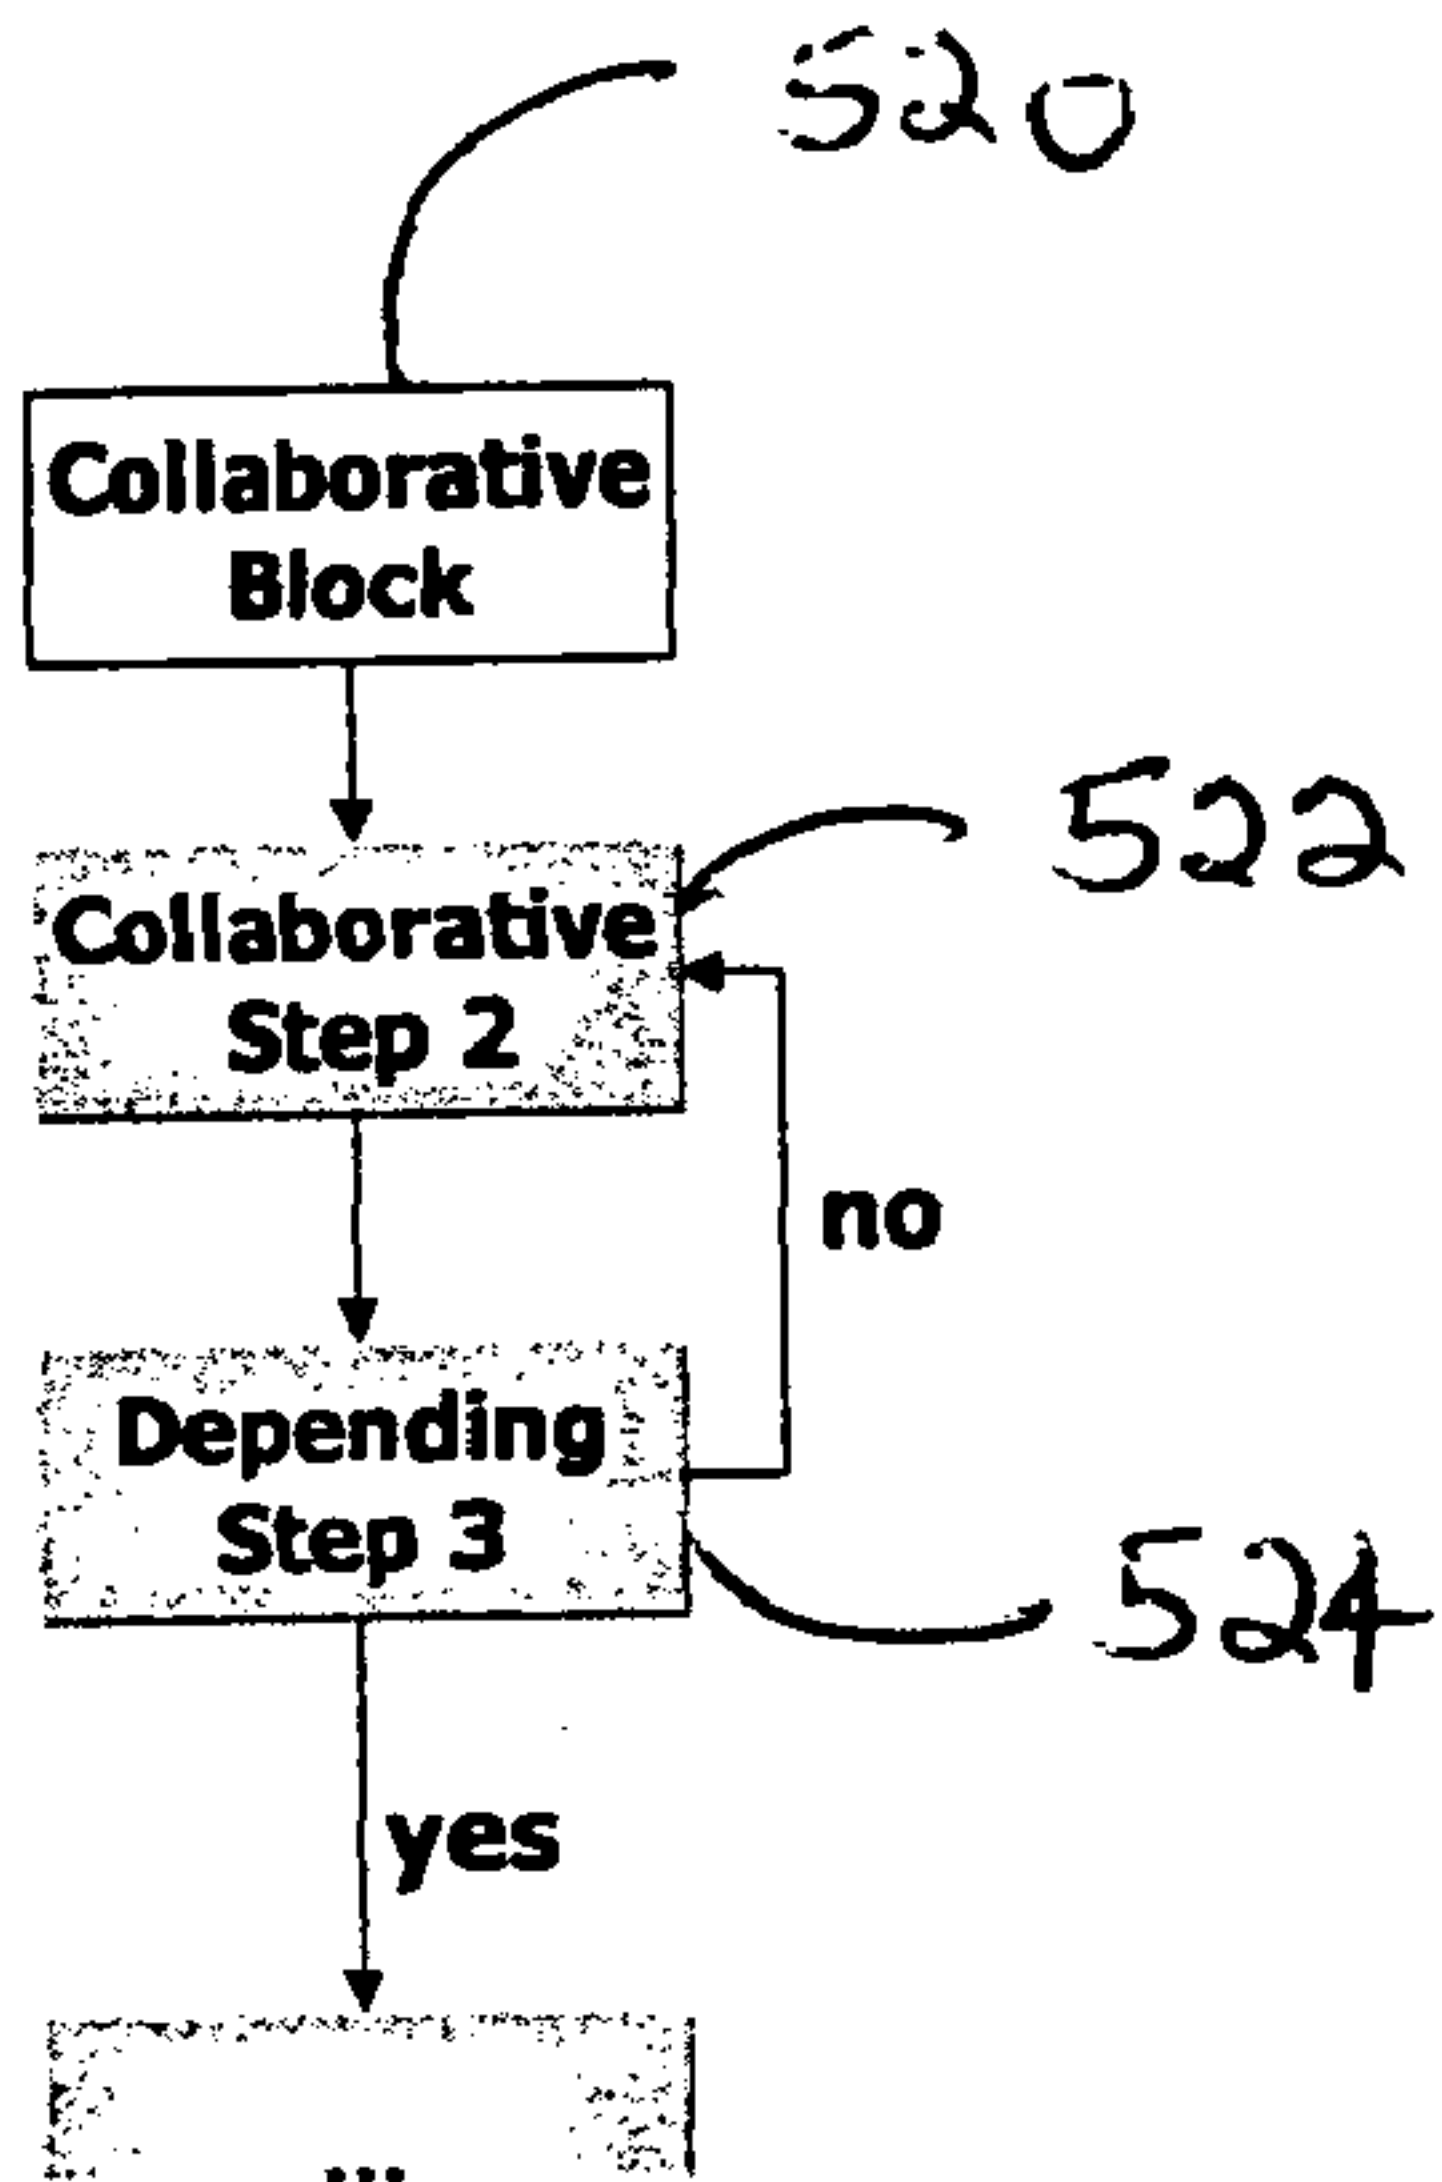 520
Collaborative
Block
522
Collaborative
Step 2
no
Depending
Step 3
524
yes
...